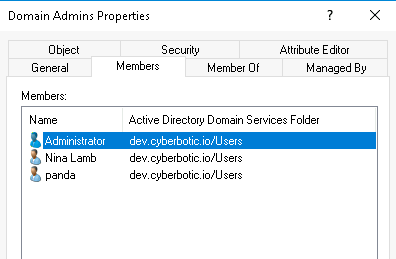 Domain Admins Properties
? ×
Object Security Attribute Editor
General Members Member Of Managed By
Members:
Name Active Directory Domain Services Folder
Administrator dev.cyberbotic.io/Users
Nina Lamb dev.cyberbotic.io/Users
panda dev.cyberbotic.io/Users